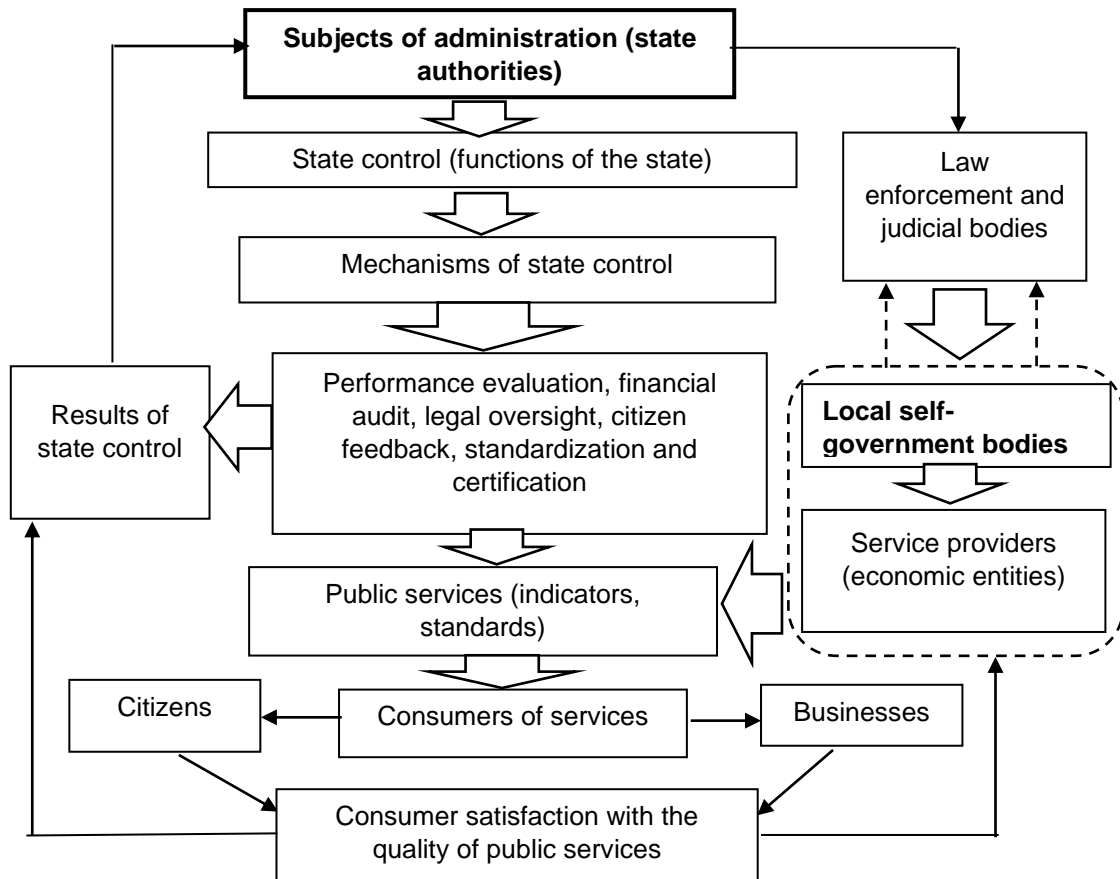 Subjects of administration (state
authorities)
State control (functions of the state)
Law
enforcement and
judicial bodies
Mechanisms of state control
Results of
state control
Performance evaluation, financial
audit, legal oversight, citizen
feedback, standardization and
certification
Local self-
government bodies
Service providers
(economic entities)
Public services (indicators,
standards)
Citizens
Consumers of services
Businesses
Consumer satisfaction with the
quality of public services